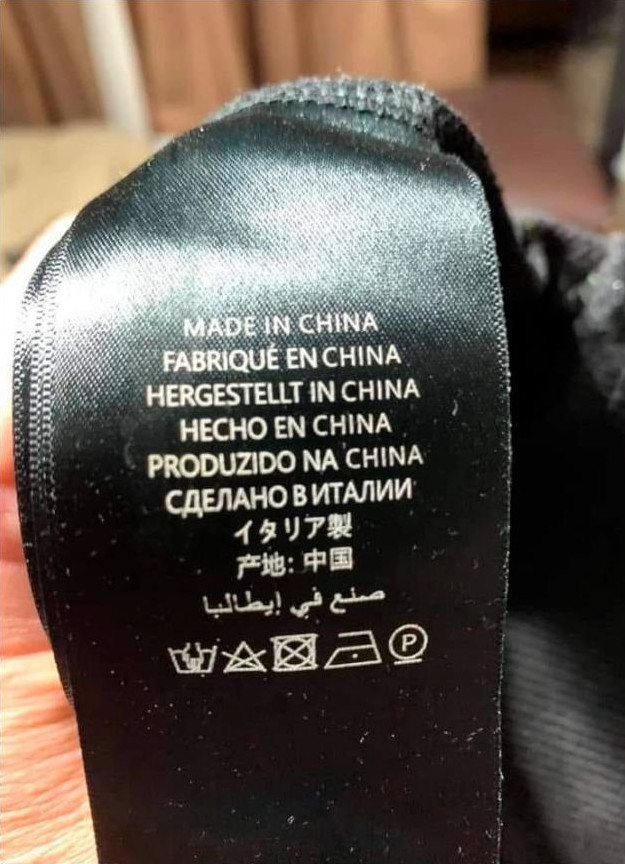 MADE IN CHINA
FABRIQUÉ EN CHINA
HERGESTELLT IN CHINA
HECHO EN CHINA
PRODUZIDO NA CHINA
СДЕЛАНО В ИТАЛИИ
イタリア製
产地: 中国
صنع في إيطاليا
P